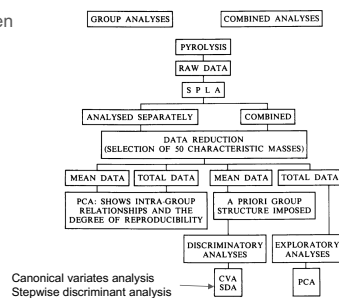 en
GROUP ANALYSES COMBINED ANALYSES
PYROLYSIS
RAW DATA
S P L A
ANALYSED SEPARATELY COMBINED
DATA REDUCTION
(SELECTION OF 50 CHARACTERISTIC MASSES)
MEAN DATA TOTAL DATA MEAN DATA TOTAL DATA
PCA: SHOWS INTRA-GROUP
RELATIONSHIPS AND THE
DEGREE OF REPRODUCIBILITY
A PRIORI GROUP
STRUCTURE IMPOSED
DISCRIMINATORY
ANALYSES
EXPLORATORY
ANALYSES
CVA
SDA
PCA
Canonical variates analysis
Stepwise discriminant analysis